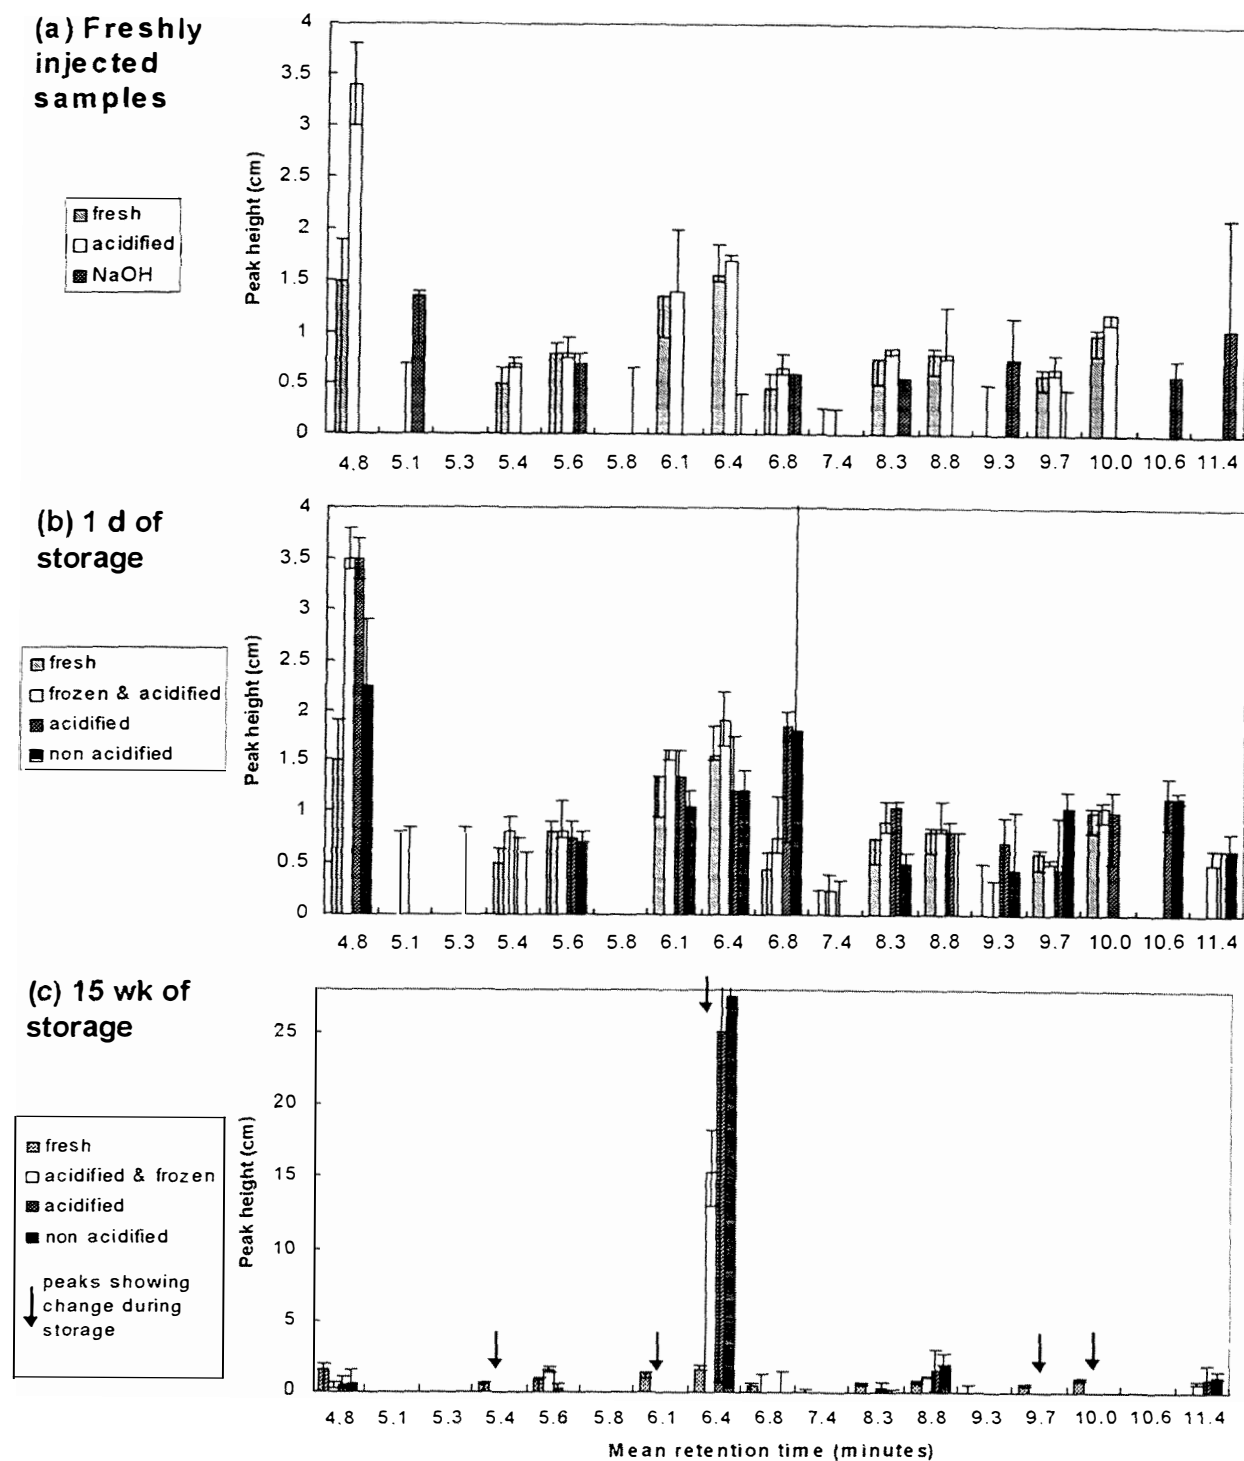 (a) Freshly
injected
samples
fresh
acidified
NaOH
Peak height (cm)
4
3.5
3
2.5
2
1.5
1
0.5
0
4.8 5.1 5.3 5.4 5.6 5.8 6.1 6.4 6.8 7.4 8.3 8.8 9.3 9.7 10.0 10.6 11.4
(b) 1 d of
storage
fresh
frozen & acidified
acidified
non acidified
Peak height (cm)
4
3.5
3
2.5
2
1.5
1
0.5
0
4.8 5.1 5.3 5.4 5.6 5.8 6.1 6.4 6.8 7.4 8.3 8.8 9.3 9.7 10.0 10.6 11.4
(c) 15 wk of
storage
fresh
acidified & frozen
acidified
non acidified
peaks showing
change during
storage
Peak height (cm)
25
20
15
10
5
0
4.8 5.1 5.3 5.4 5.6 5.8 6.1 6.4 6.8 7.4 8.3 8.8 9.3 9.7 10.0 10.6 11.4
Mean retention time (minutes)